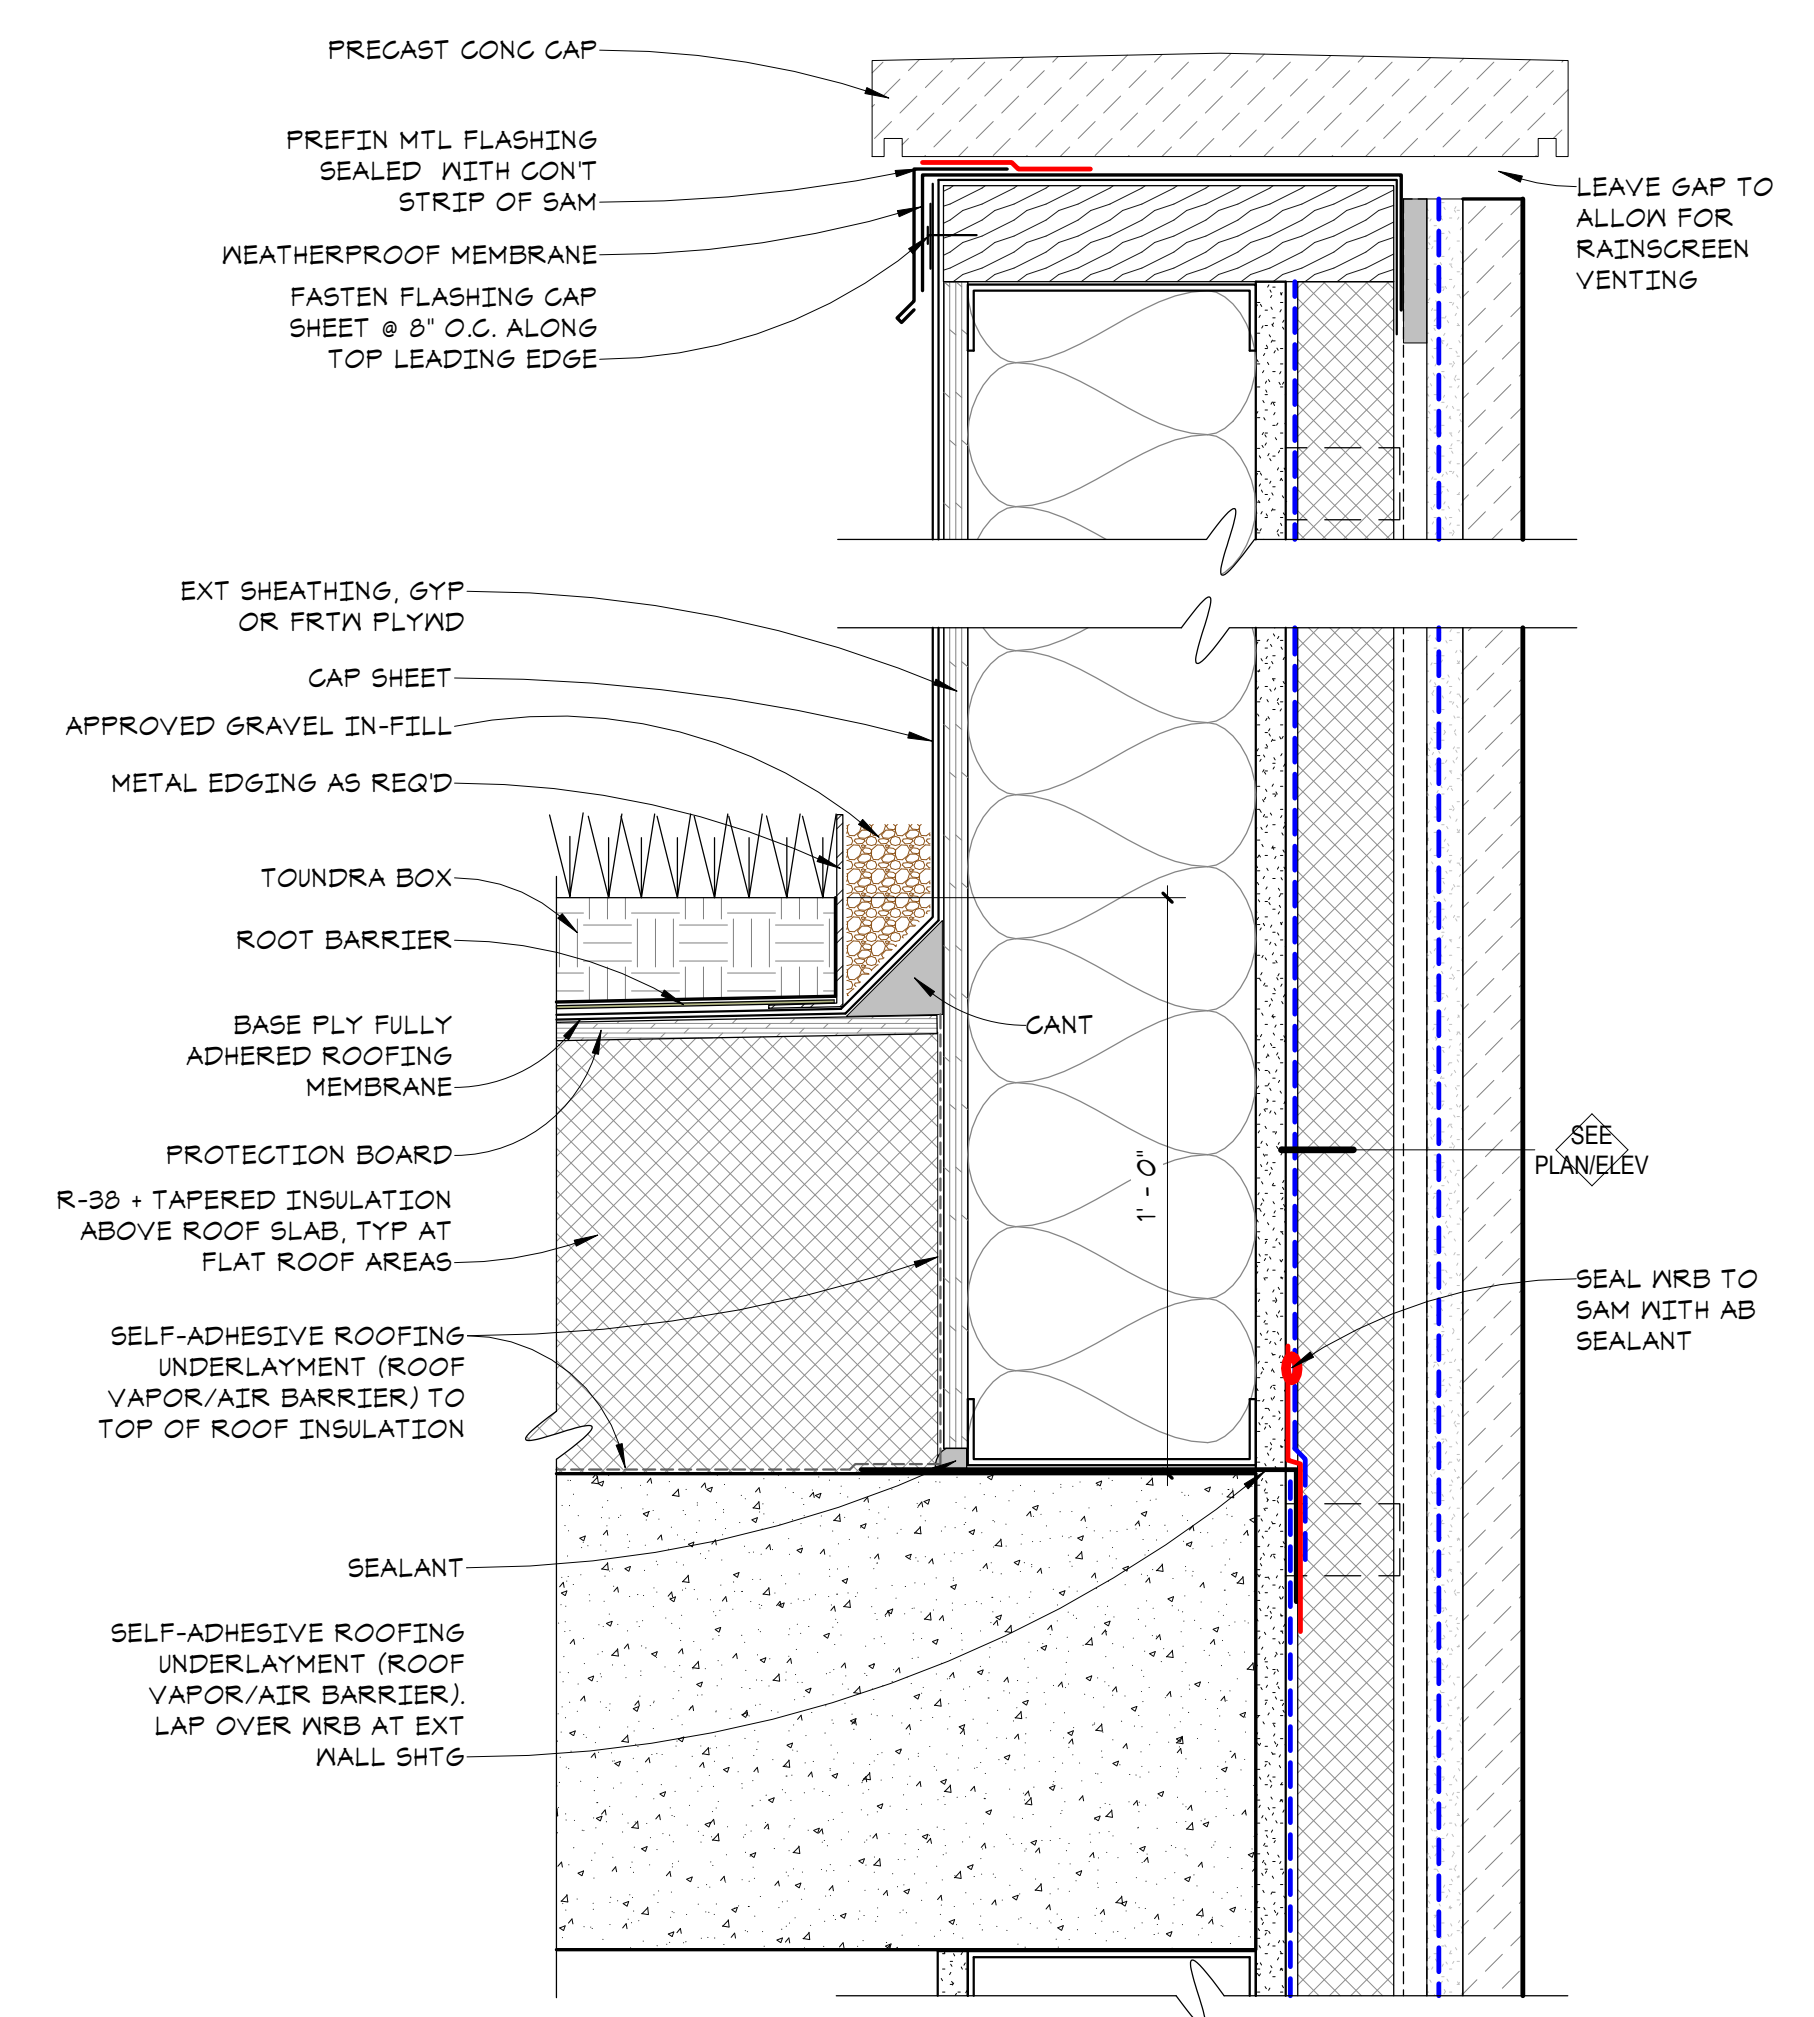 PRECAST CONC CAP
PREFIN MTL FLASHING
SEALED WITH CON'T
STRIP OF SAM
WEATHERPROOF MEMBRANE
FASTEN FLASHING CAP
SHEET @ 8" O.C. ALONG
TOP LEADING EDGE
LEAVE GAP TO
ALLOW FOR
RAINSCREEN
VENTING
EXT SHEATHING, GYP
OR FRTW PLYWD
CAP SHEET
APPROVED GRAVEL IN-FILL
METAL EDGING AS REQ'D
TOUNDRA BOX
ROOT BARRIER
BASE PLY FULLY
ADHERED ROOFING
MEMBRANE
CANT
PROTECTION BOARD
R-38 + TAPERED INSULATION
ABOVE ROOF SLAB, TYP AT
FLAT ROOF AREAS
1' - 0"
SEE
PLAN/ELEV
SELF-ADHESIVE ROOFING
UNDERLAYMENT (ROOF
VAPOR/AIR BARRIER) TO
TOP OF ROOF INSULATION
SEAL WRB TO
SAM WITH AB
SEALANT
SEALANT
SELF-ADHESIVE ROOFING
UNDERLAYMENT (ROOF
VAPOR/AIR BARRIER).
LAP OVER WRB AT EXT
WALL SHTG